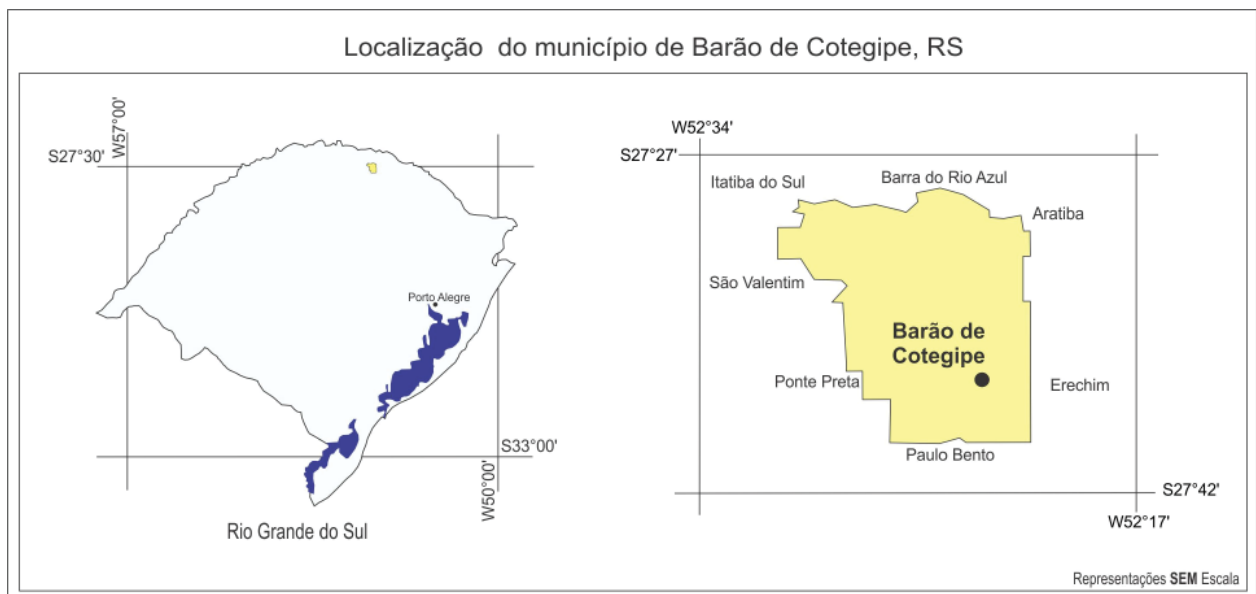 Localização do município de Barão de Cotegipe, RS
W57°00'
S27°30'
Porto Alegre
S33°00'
W50°00'
Rio Grande do Sul
W52°34'
S27°27'
Itatiba do Sul
Barra do Rio Azul
Aratiba
São Valentim
Barão de
Cotegipe
Ponte Preta
Erechim
Paulo Bento
S27°42'
W52°17'
Representações SEM Escala